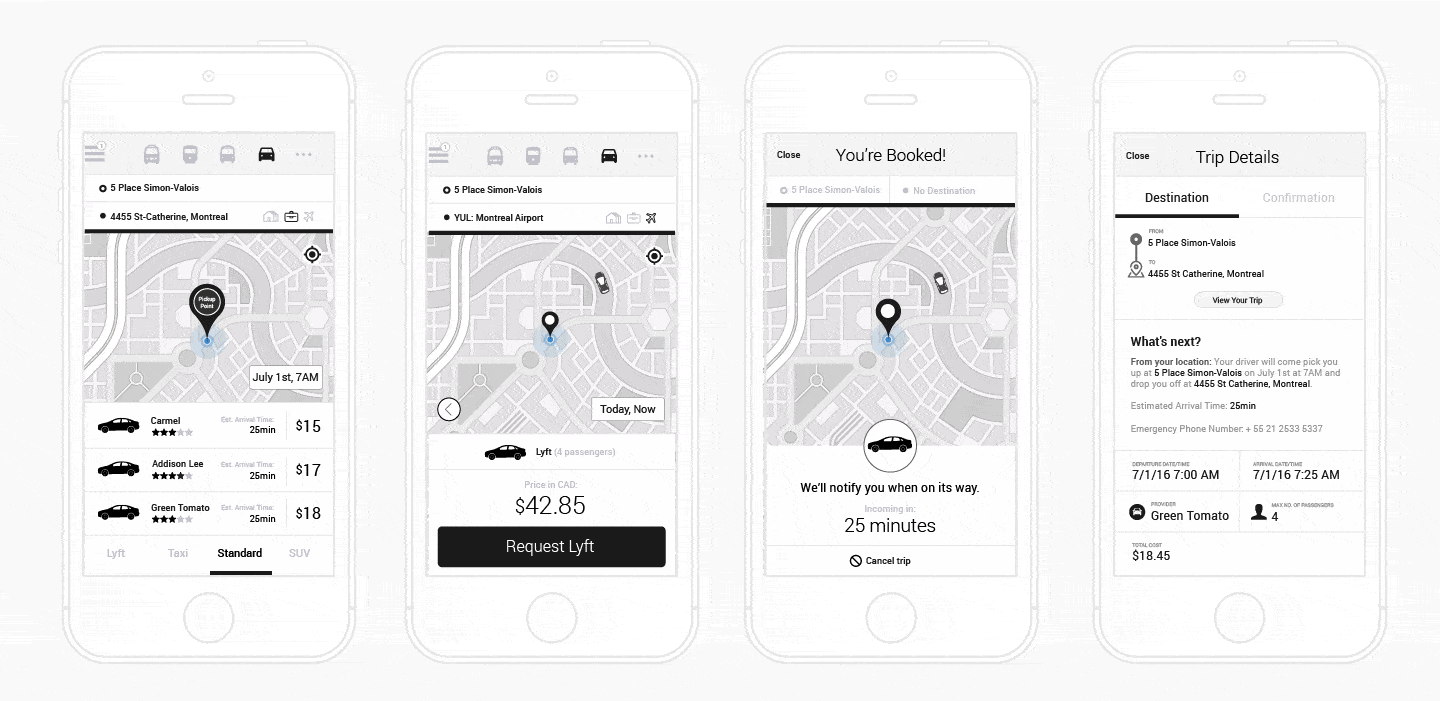 1
5 Place Simon-Valois
4455 St-Catherine, Montreal
Pickup
Point
July 1st, 7AM
Carmel
Est. Arrival Time:
25min
$15
Addison Lee
Est. Arrival Time:
25min
$17
Green Tomato
Est. Arrival Time:
25min
$18
Lyft Taxi Standard SUV
1
5 Place Simon-Valois
YUL: Montreal Airport
Today, Now
Lyft (4 passengers)
Price in CAD:
$42.85
Request Lyft
Close You're Booked!
5 Place Simon-Valois No Destination
We'll notify you when on its way.
Incoming in:
25 minutes
Cancel trip
Close Trip Details
Destination Confirmation
FROM
5 Place Simon-Valois
TO
4455 St Catherine, Montreal
View Your Trip
What's next?
From your location: Your driver will come pick you
up at 5 Place Simon-Valois on July 1st at 7AM and
drop you off at 4455 St Catherine, Montreal.
Estimated Arrival Time: 25min
Emergency Phone Number: + 55 21 2533 5337
DEPARTURE DATE/TIME ARRIVAL DATE/TIME
7/1/16 7:00 AM 7/1/16 7:25 AM
PROVIDER MAX NO. OF PASSENGERS
Green Tomato 4
TOTAL COST
$18.45